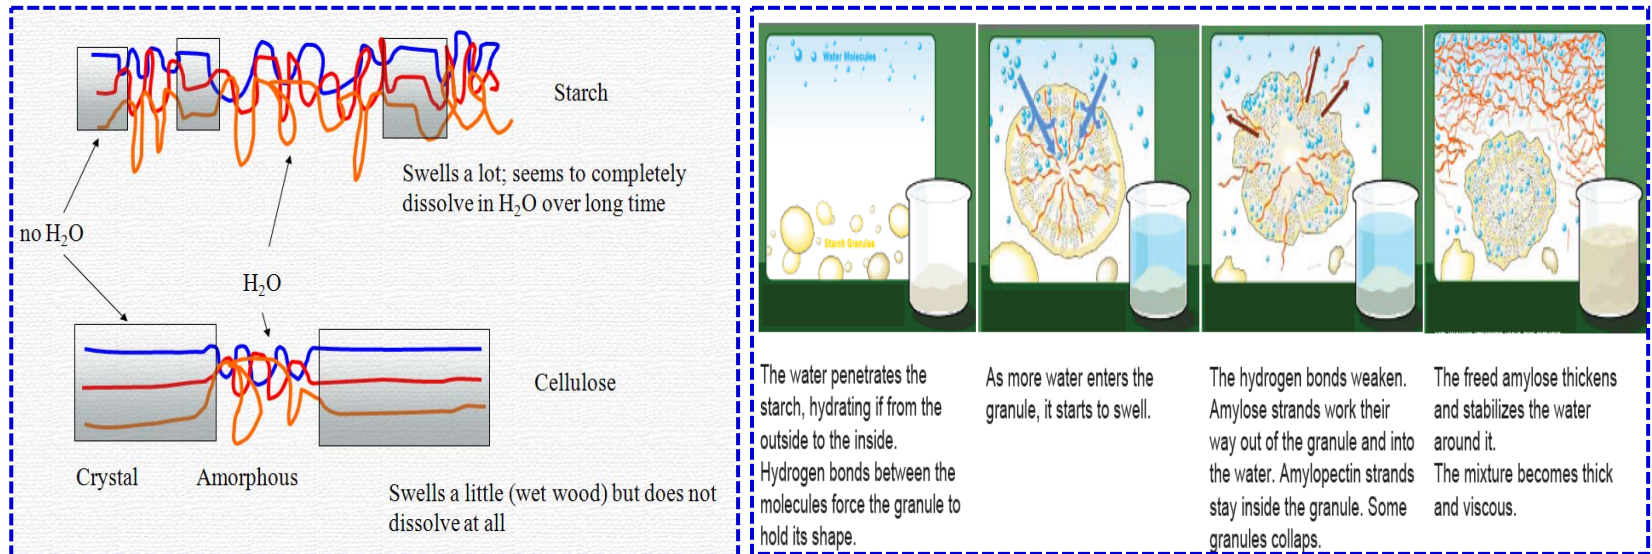 Starch
Swells a lot; seems to completely
dissolve in H₂O over long time
no H₂O
H₂O
Cellulose
Crystal
Amorphous
Swells a little (wet wood) but does not
dissolve at all
Water Molecules
Starch Granules
The water penetrates the
starch, hydrating if from the
outside to the inside.
Hydrogen bonds between the
molecules force the granule to
hold its shape.
As more water enters the
granule, it starts to swell.
The hydrogen bonds weaken.
Amylose strands work their
way out of the granule and into
the water. Amylopectin strands
stay inside the granule. Some
granules collaps.
The freed amylose thickens
and stabilizes the water
around it.
The mixture becomes thick
and viscous.